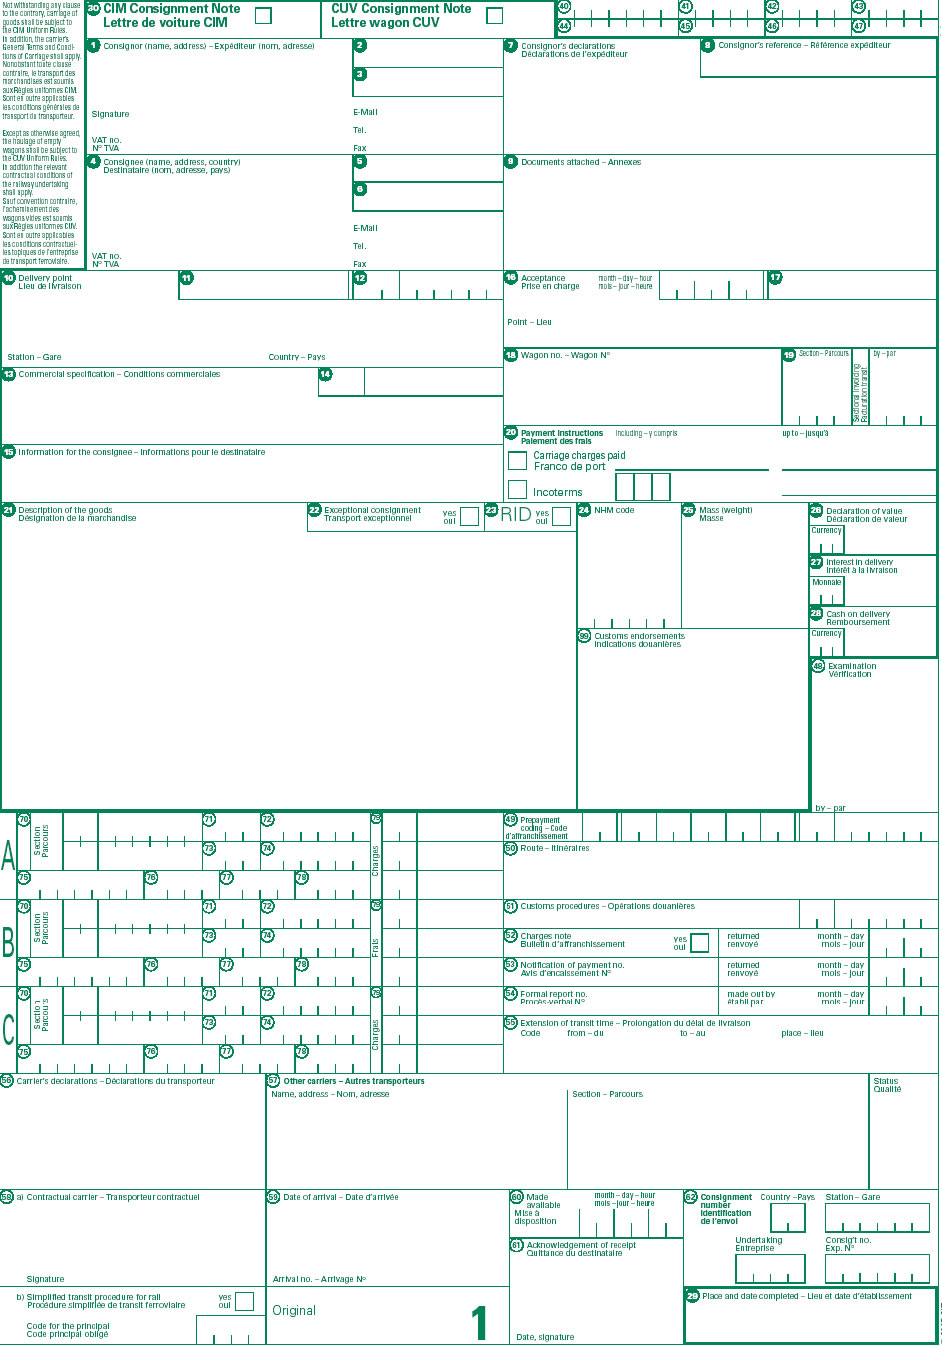 Not withstanding any clause
to the contrary, carriage of
goods shall be subject to
the CIM Uniform Rules.
In addition, the carrier's
General Terms and Condi-
tions of Carriage shall apply.
Nonobstant toute clause
contraire, le transport des
marchandises est soumis
aux Règles uniformes CIM.
Sont en outre applicables
les conditions générales de
transport du transporteur.
Except as otherwise agreed,
the haulage of empty
wagons shall be subject to
the CUV Uniform Rules.
In addition the relevant
contractual conditions of
the railway undertaking
shall apply.
Sauf convention contraire,
l'acheminement des
wagons vides est soumis
aux Règles uniformes CUV.
Sont en outre applicables
les conditions contractuel-
les topiques de l'entreprise
de transport ferroviaire.
30 CIM Consignment Note
Lettre de voiture CIM
CUV Consignment Note
Lettre wagon CUV
40 41 42 43
44 45 46 47
1 Consignor (name, address) – Expéditeur (nom, adresse)
Signature
VAT no.
N° TVA
2
3
E-Mail
Tel.
Fax
7 Consignor's declarations
Déclarations de l'expéditeur
8 Consignor's reference – Référence expéditeur
4 Consignee (name, address, country)
Destinataire (nom, adresse, pays)
VAT no.
N° TVA
5
6
E-Mail
Tel.
Fax
9 Documents attached – Annexes
10 Delivery point
Lieu de livraison
11
12
Station – Gare
Country – Pays
16 Acceptance
Prise en charge
month – day – hour
mois – jour – heure
17
Point – Lieu
13 Commercial specification – Conditions commerciales
14
18 Wagon no. – Wagon N°
19 Section – Parcours
Sectional Invoicing
Facturation transit
by – par
15 Information for the consignee – Informations pour le destinataire
20 Payment instructions
Paiement des frais
including – y compris
up to – jusqu'à
Carriage charges paid
Franco de port
Incoterms
21 Description of the goods
Désignation de la marchandise
22 Exceptional consignment
Transport exceptionnel
yes
oui
23 RID
yes
oui
24 NHM code
25 Mass (weight)
Masse
26 Declaration of value
Déclaration de valeur
Currency
27 Interest in delivery
Intérêt à la livraison
Monnaie
28 Cash on delivery
Remboursement
Currency
99 Customs endorsements
Indications douanières
48 Examination
Vérification
by – par
A
70 Section
Parcours
71 72
73 74
75 76 77 78
79 Charges
49 Prepayment
coding – Code
d'affranchissement
50 Route – Itinéraires
B
70 Section
Parcours
71 72
73 74
75 76 77 78
79 Frais
51 Customs procedures – Opérations douanières
52 Charges note
Bulletin d'affranchissement
yes
oui
returned
renvoyé
month – day
mois – jour
53 Notification of payment no.
Avis d'encaissement N°
returned
renvoyé
month – day
mois – jour
C
70 Section
Parcours
71 72
73 74
75 76 77 78
79 Charges
54 Formal report no.
Procès-verbal N°
made out by
établi par
month – day
mois – jour
55 Extension of transit time – Prolongation du délai de livraison
Code from – du to – au place – lieu
56 Carrier's declarations – Déclarations du transporteur
57 Other carriers – Autres transporteurs
Name, address – Nom, adresse
Section – Parcours
Status
Qualité
58 a) Contractual carrier – Transporteur contractuel
Signature
59 Date of arrival – Date d'arrivée
Arrival no. – Arrivage N°
60 Made
available
Mise à
disposition
month – day – hour
mois – jour – heure
62 Consignment
number
Identification
de l'envoi
Country – Pays
Station – Gare
Undertaking
Entreprise
Consig't no.
Exp. N°
61 Acknowledgement of receipt
Quittance du destinataire
Date, signature
b) Simplified transit procedure for rail
Procédure simplifiée de transit ferroviaire
yes
oui
Code for the principal
Code principal obligé
Original
1
29 Place and date completed – Lieu et date d'établissement